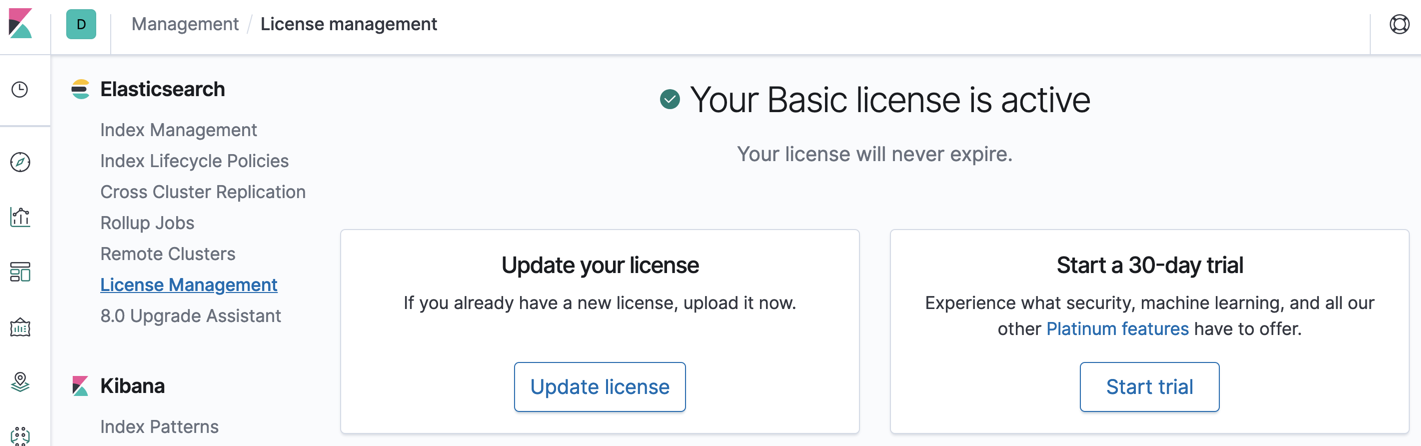 D Management / License management
Elasticsearch
Index Management
Index Lifecycle Policies
Cross Cluster Replication
Rollup Jobs
Remote Clusters
License Management
8.0 Upgrade Assistant
Kibana
Index Patterns
Your Basic license is active
Your license will never expire.
Update your license
If you already have a new license, upload it now.
Update license
Start a 30-day trial
Experience what security, machine learning, and all our
other Platinum features have to offer.
Start trial